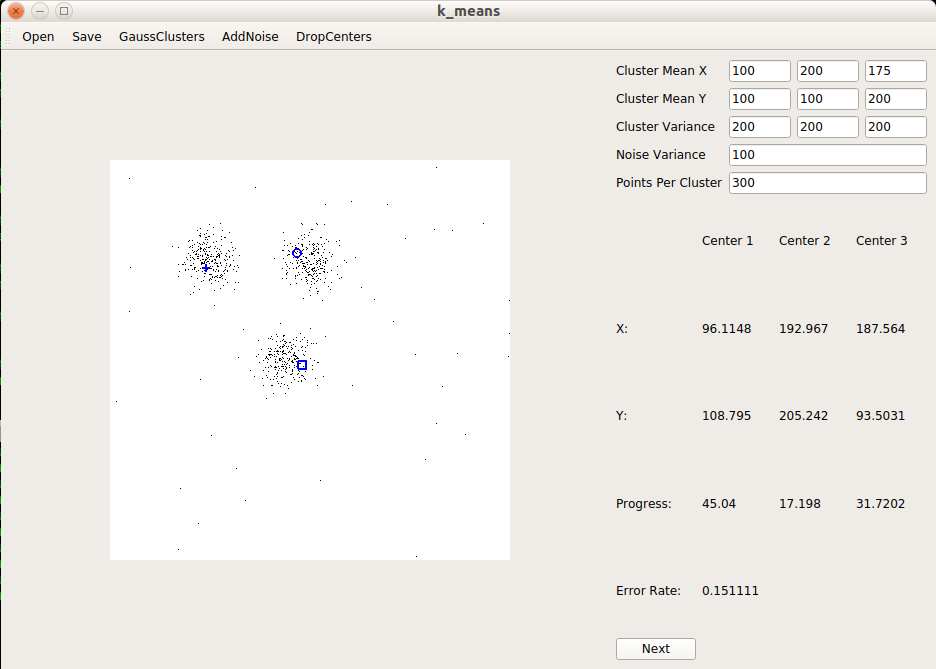 k_means
Open Save GaussClusters AddNoise DropCenters
Cluster Mean X 100 200 175
Cluster Mean Y 100 100 200
Cluster Variance 200 200 200
Noise Variance 100
Points Per Cluster 300
Center 1 Center 2 Center 3
X: 96.1148 192.967 187.564
Y: 108.795 205.242 93.5031
Progress: 45.04 17.198 31.7202
Error Rate: 0.151111
Next